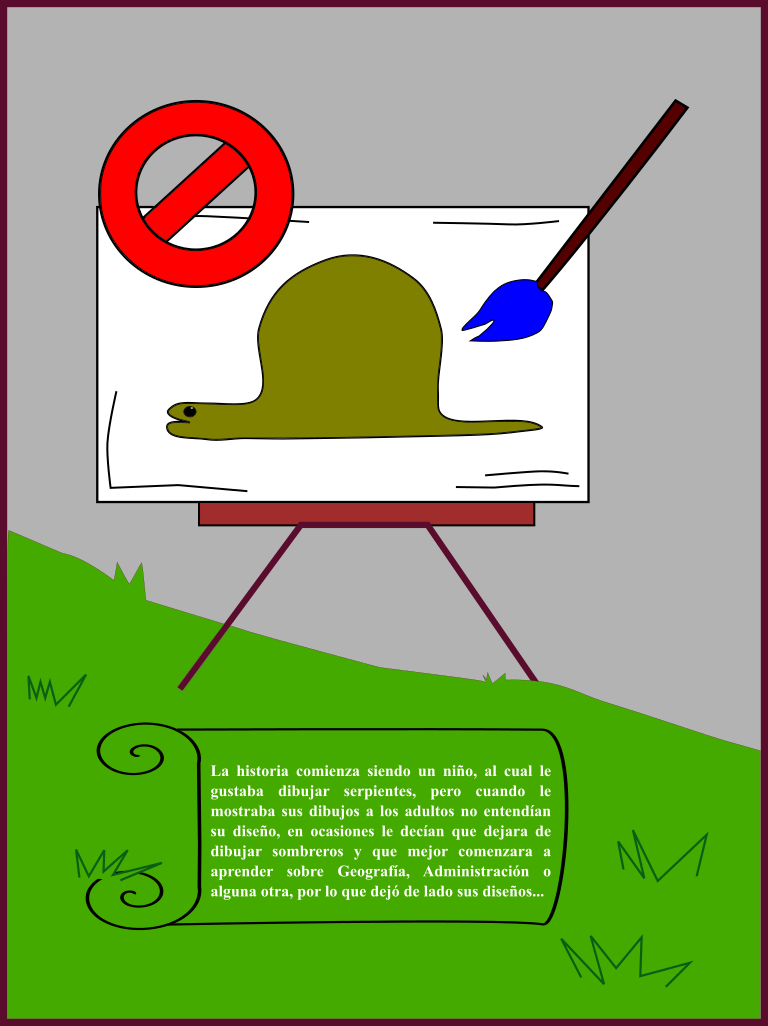 La historia comienza siendo un niño, al cual le
gustaba dibujar serpientes, pero cuando le
mostraba sus dibujos a los adultos no entendían
su diseño, en ocasiones le decían que dejara de
dibujar sombreros y que mejor comenzara a
aprender sobre Geografía, Administración o
alguna otra, por lo que dejó de lado sus diseños...